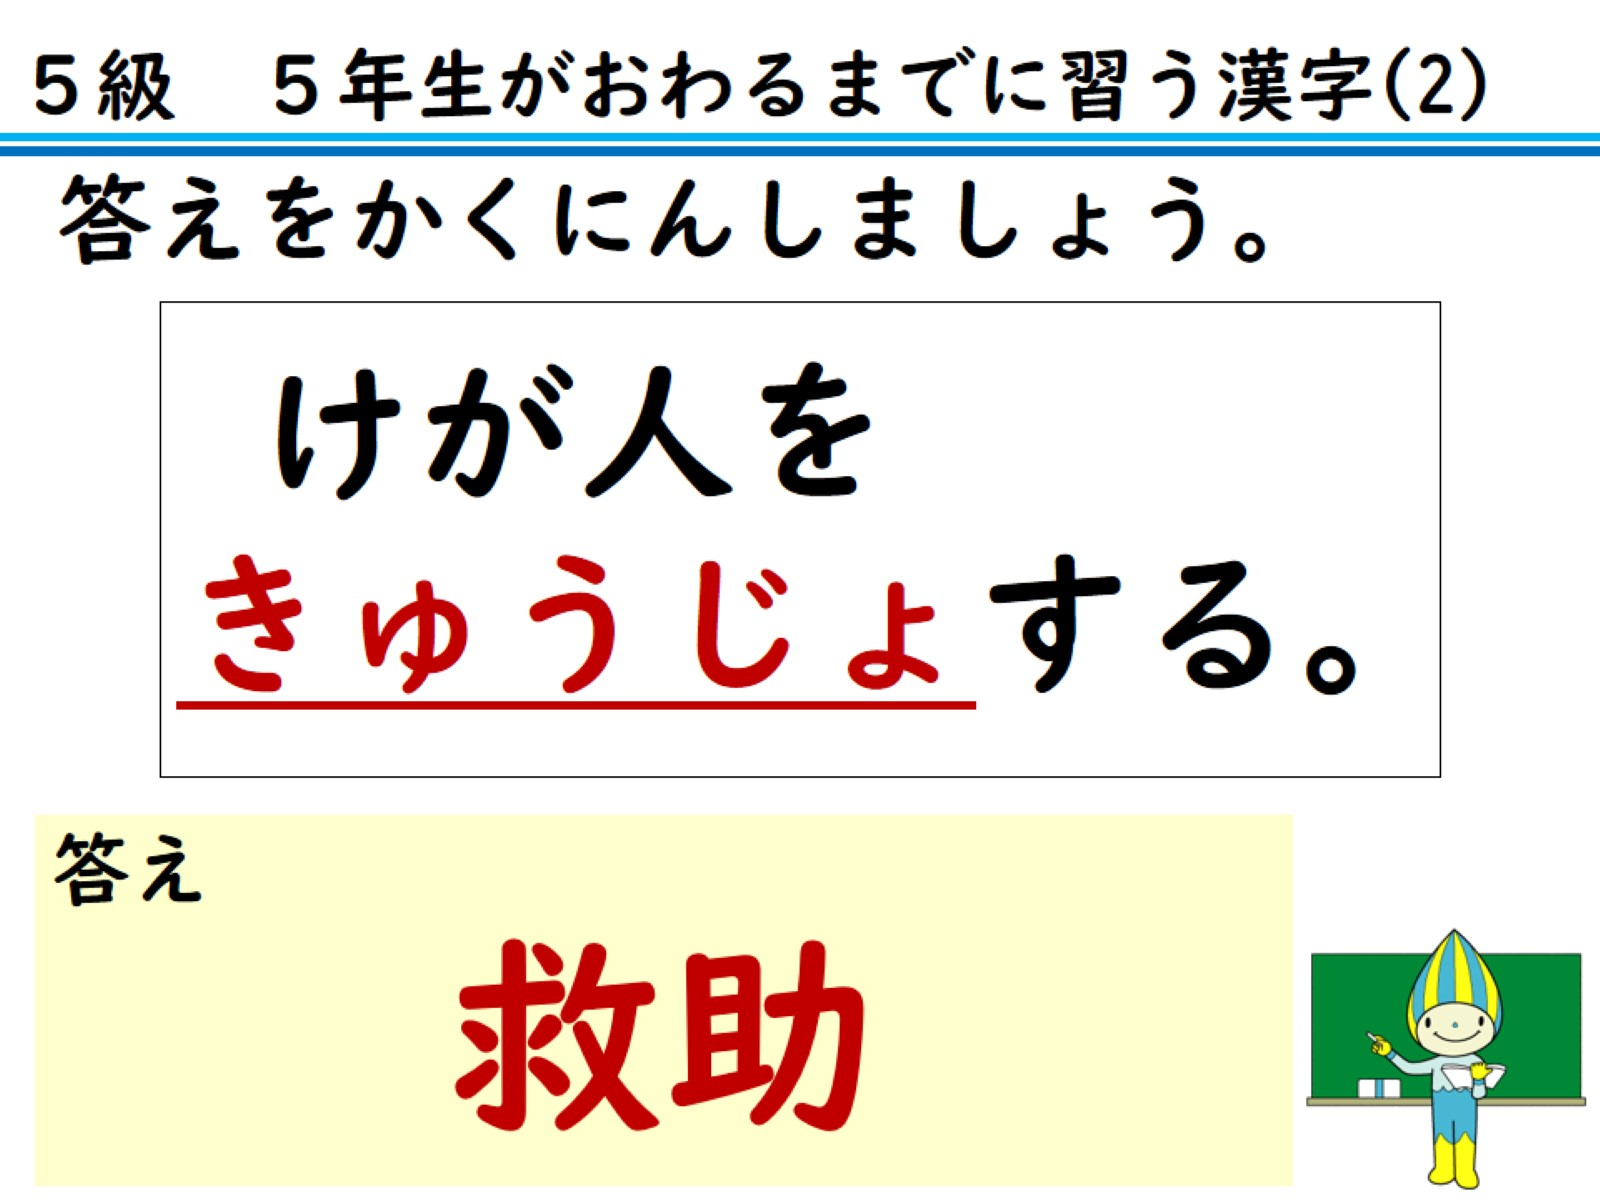 ５級　５年生がおわるまでに習う漢字(2)
答えをかくにんしましょう。
けが人を
きゅうじょする。
答え
救助